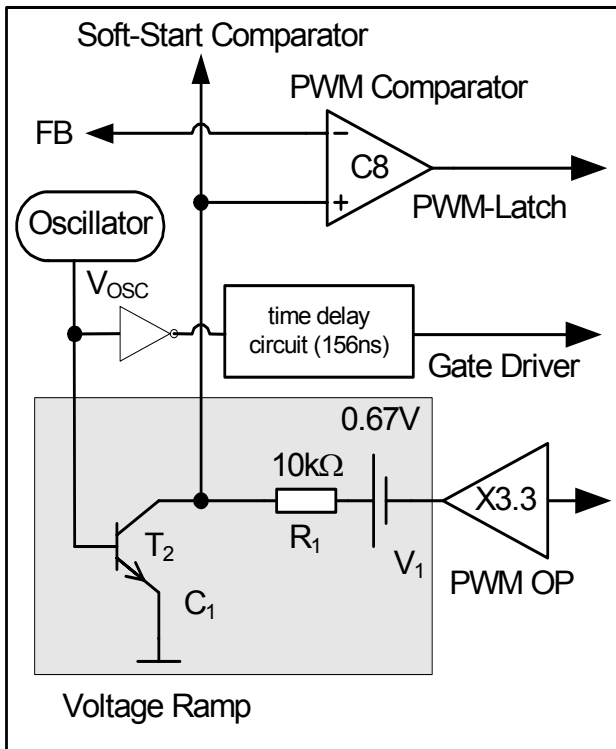 Soft-Start Comparator
PWM Comparator
FB
−
C8
+
PWM-Latch
Oscillator
VOSC
time delay
circuit (156ns)
Gate Driver
0.67V
10kΩ
X3.3
R1
V1
PWM OP
T2
C1
Voltage Ramp